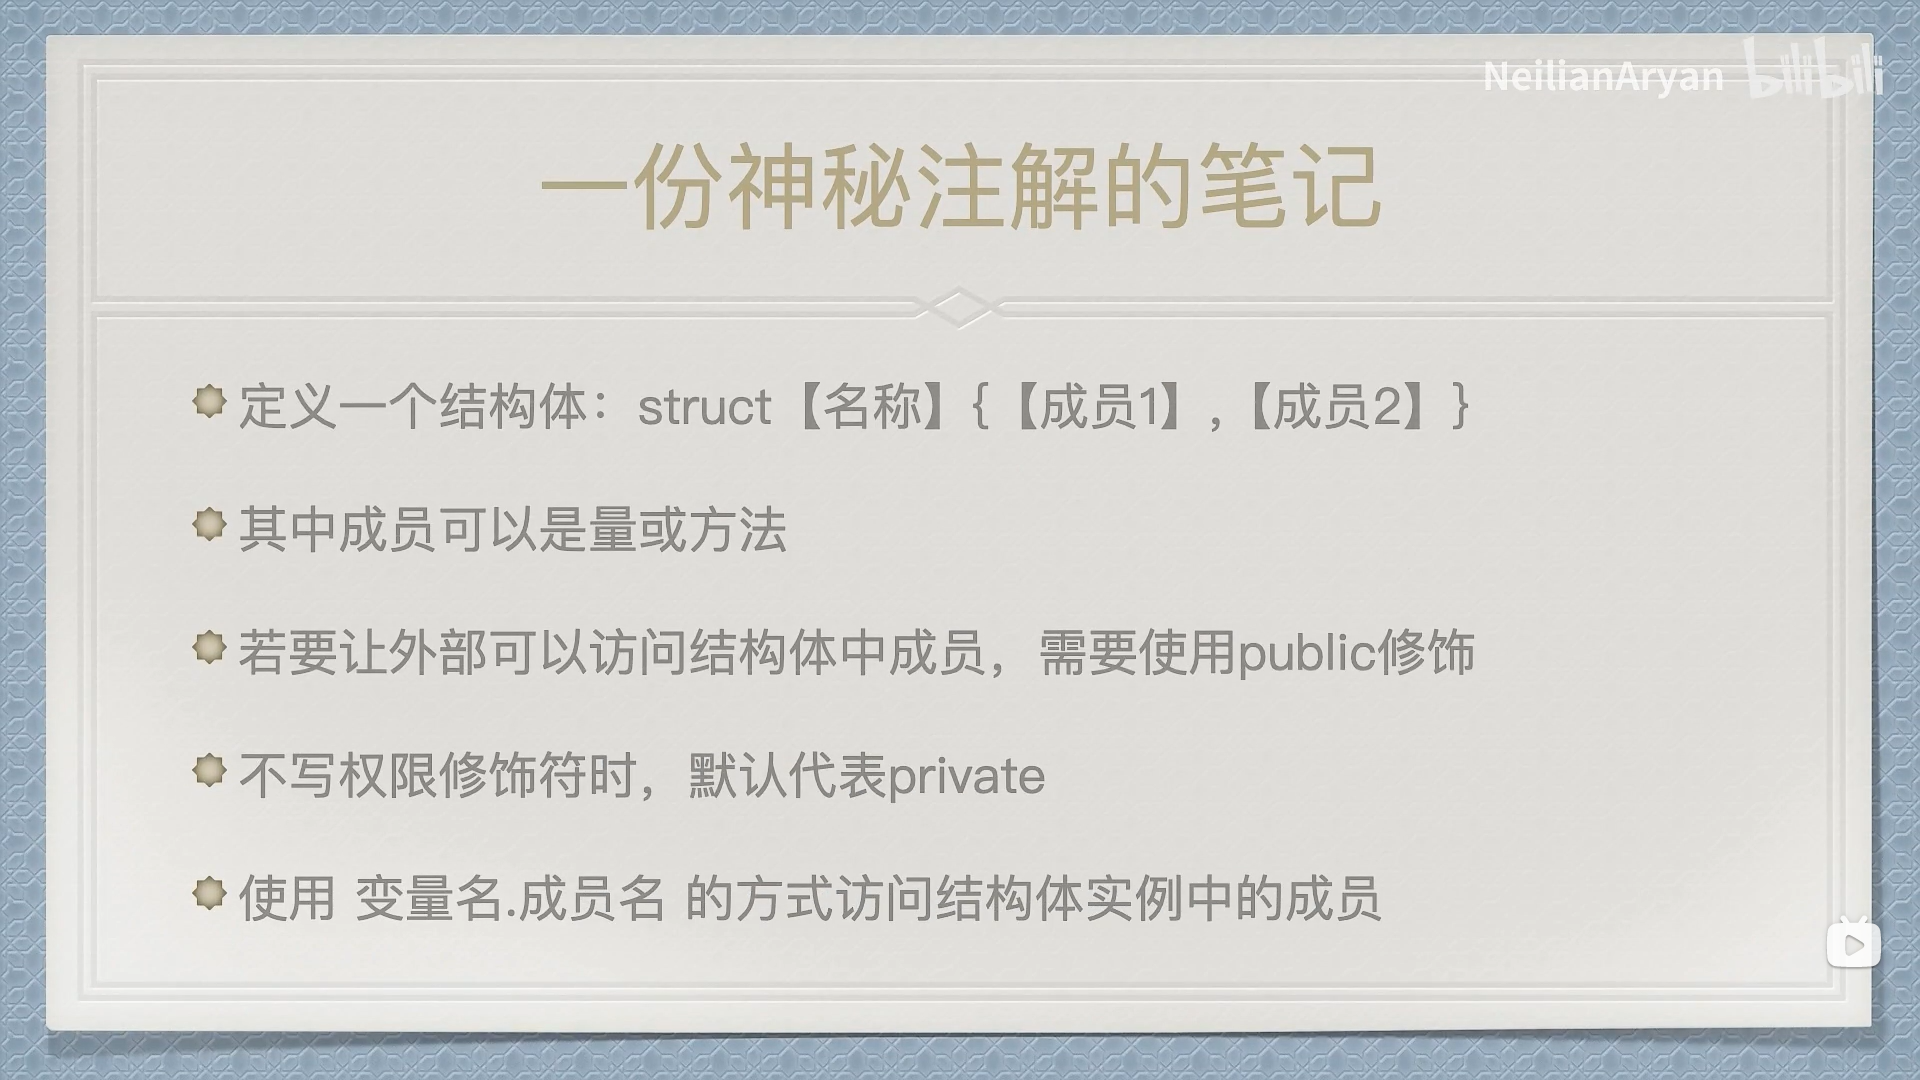 NeilianAryan bilibili
一份神秘注解的笔记
定义一个结构体：struct【名称】{【成员1】,【成员2】}
其中成员可以是量或方法
若要让外部可以访问结构体中成员，需要使用public修饰
不写权限修饰符时，默认代表private
使用 变量名.成员名 的方式访问结构体实例中的成员